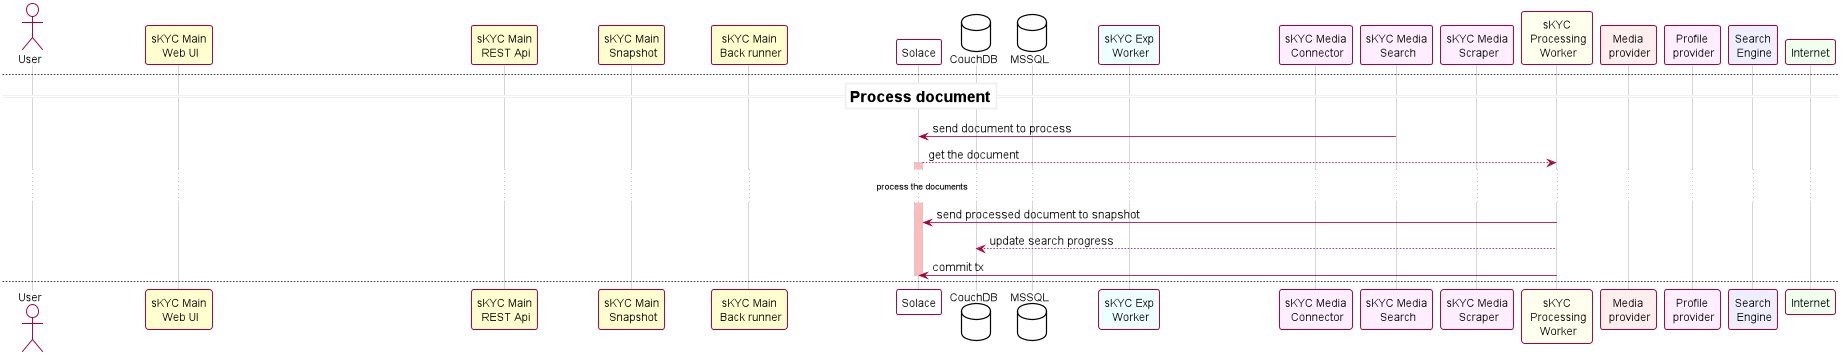 User
sKYC Main
Web UI
sKYC Main
REST Api
sKYC Main
Snapshot
sKYC Main
Back runner
Solace
CouchDB
MSSQL
sKYC Exp
Worker
sKYC Media
Connector
sKYC Media
Search
sKYC Media
Scraper
sKYC
Processing
Worker
Media
provider
Profile
provider
Search
Engine
Internet
Process document
send document to process
get the document
process the documents
send processed document to snapshot
update search progress
commit tx
User
sKYC Main
Web UI
sKYC Main
REST Api
sKYC Main
Snapshot
sKYC Main
Back runner
Solace
CouchDB
MSSQL
sKYC Exp
Worker
sKYC Media
Connector
sKYC Media
Search
sKYC Media
Scraper
sKYC
Processing
Worker
Media
provider
Profile
provider
Search
Engine
Internet